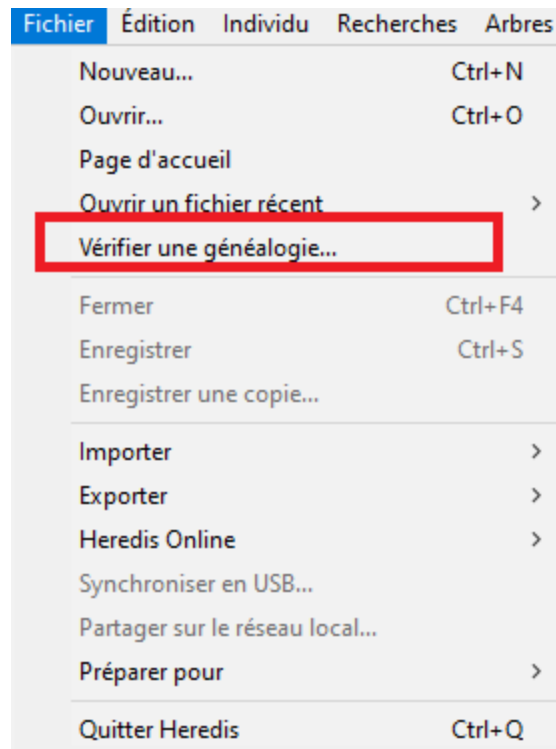 Fichier Édition Individu Recherches Arbres
Nouveau... Ctrl+N
Ouvrir... Ctrl+O
Page d'accueil
Ouvrir un fichier récent >
Vérifier une généalogie...
Fermer Ctrl+F4
Enregistrer Ctrl+S
Enregistrer une copie...
Importer >
Exporter >
Heredis Online >
Synchroniser en USB...
Partager sur le réseau local...
Préparer pour >
Quitter Heredis Ctrl+Q